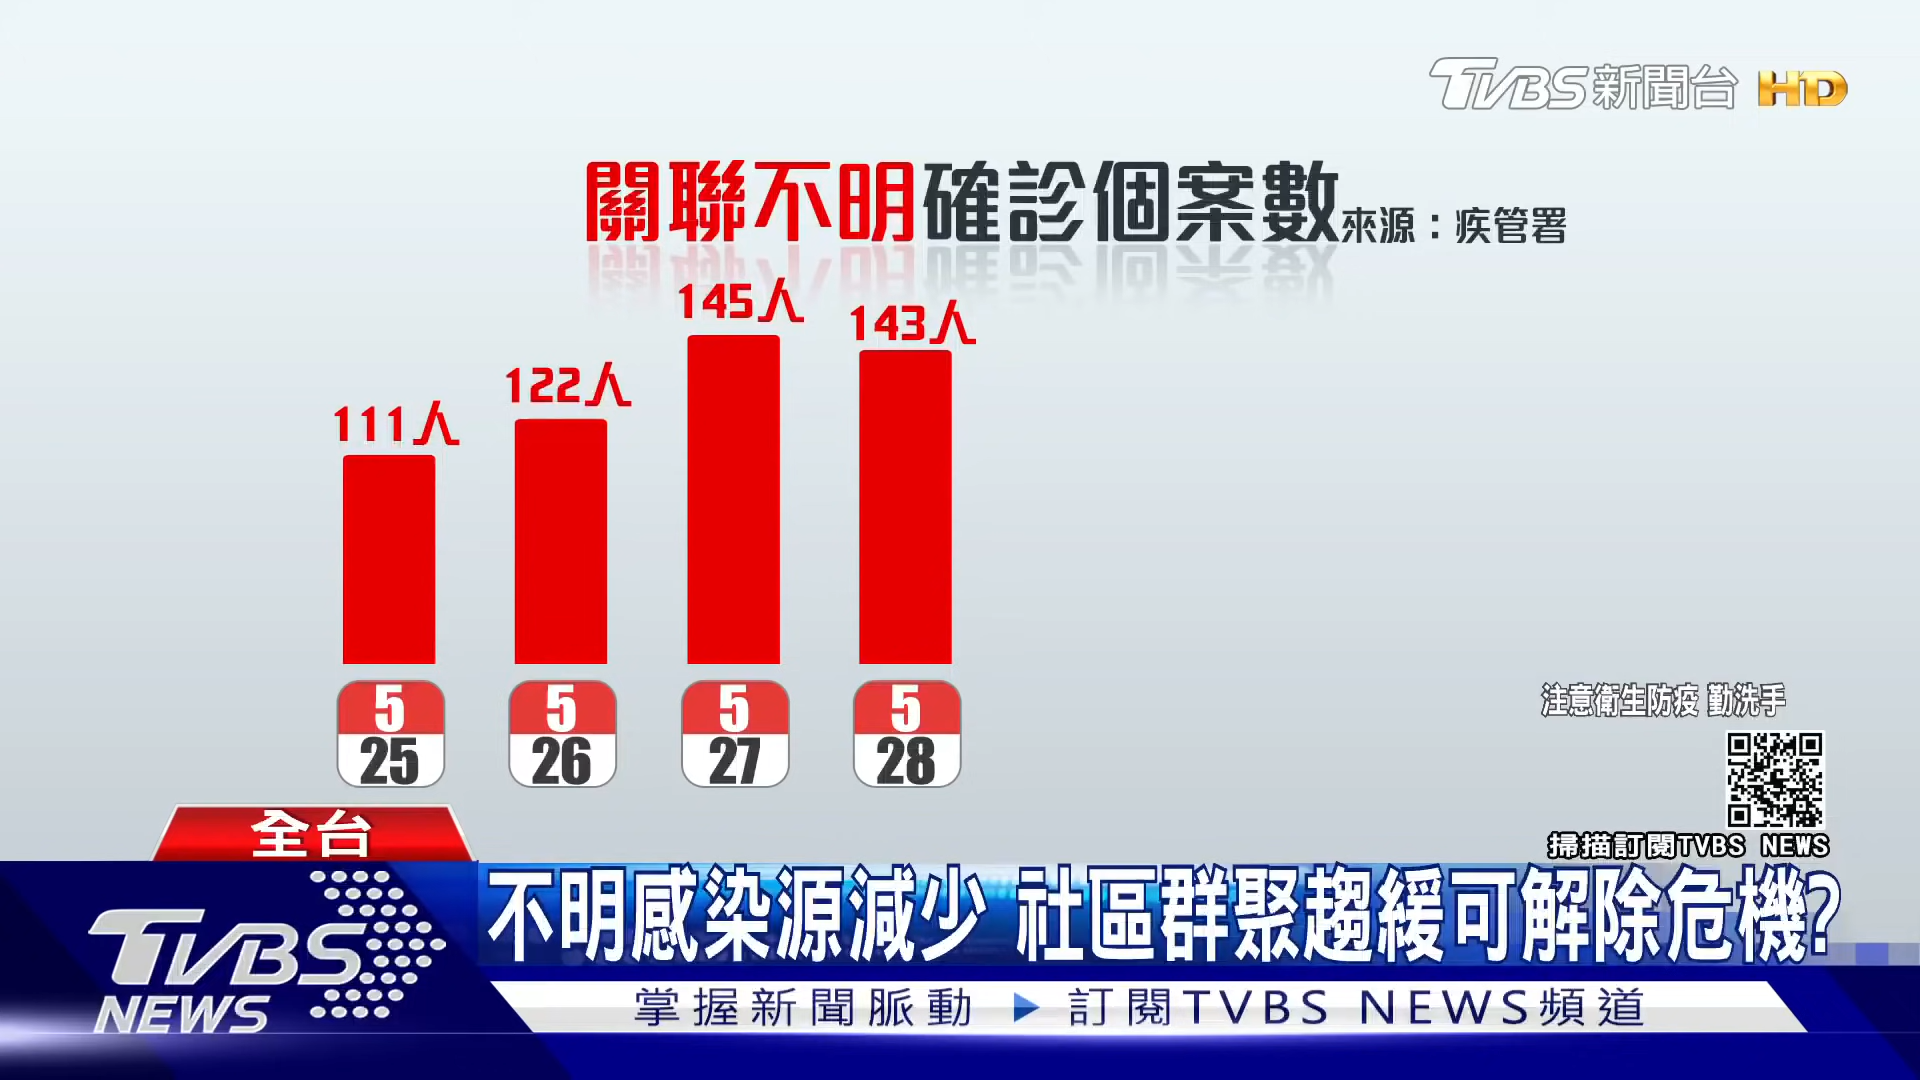 TVBS新聞台 HD
關聯不明確診個案數 來源：疾管署
111人
122人
145人
143人
5
25
5
26
5
27
5
28
注意衛生防疫 勤洗手
掃描訂閱TVBS NEWS
全台
不明感染源減少 社區群聚趨緩可解除危機?
TVBS
NEWS
掌握新聞脈動 ▶ 訂閱TVBS NEWS頻道